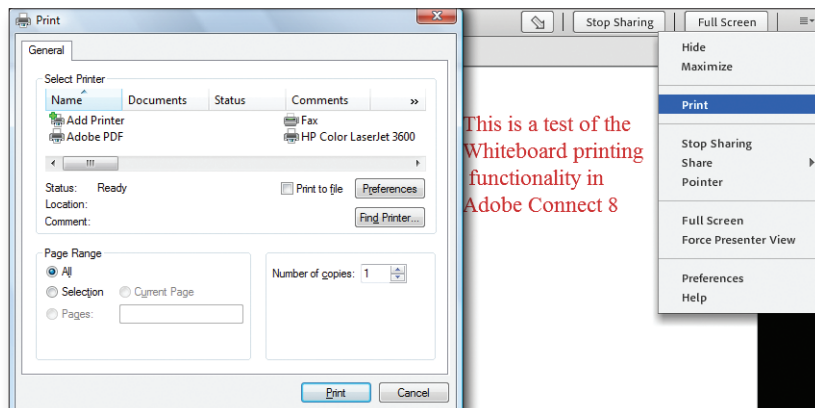 Print
General
Select Printer
Name Documents Status Comments »
Add Printer Fax
Adobe PDF HP Color LaserJet 3600
Status: Ready Print to file Preferences
Location:
Comment: Find Printer...
Page Range
All
Selection Current Page
Pages:
Number of copies: 1
Print Cancel
Stop Sharing Full Screen
This is a test of the
Whiteboard printing
functionality in
Adobe Connect 8
Hide
Maximize
Print
Stop Sharing
Share
Pointer
Full Screen
Force Presenter View
Preferences
Help